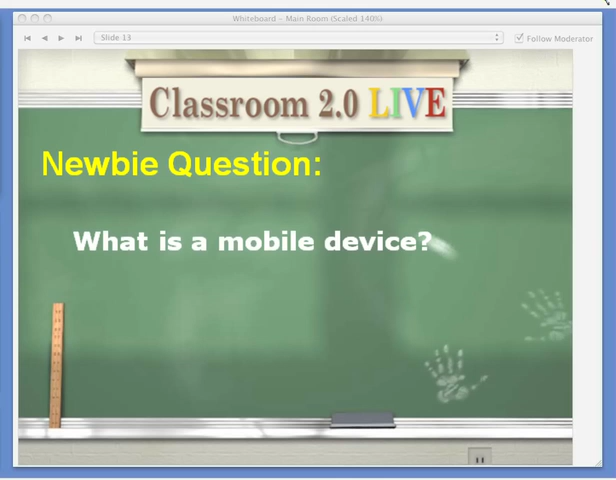 Whiteboard – Main Room (Scaled 140%)
Slide 13
Follow Moderator
Classroom 2.0 LIVE
Newbie Question:
What is a mobile device?